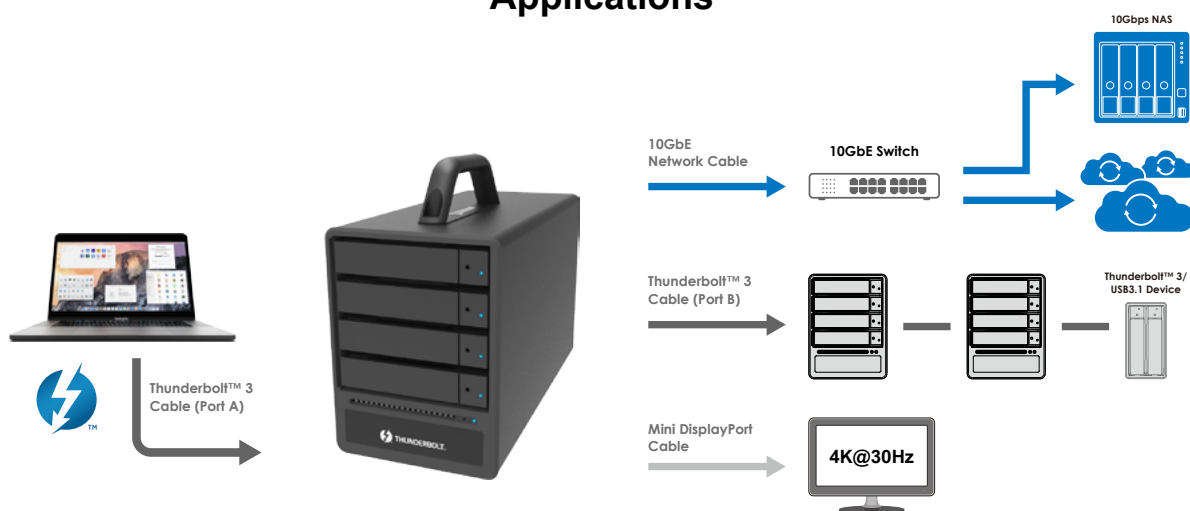 Applications
10Gbps NAS
10GbE
Network Cable
10GbE Switch
Thunderbolt™ 3
Cable (Port B)
Thunderbolt™ 3/
USB3.1 Device
Thunderbolt™ 3
Cable (Port A)
TM
THUNDERBOLT.
Mini DisplayPort
Cable
4K@30Hz